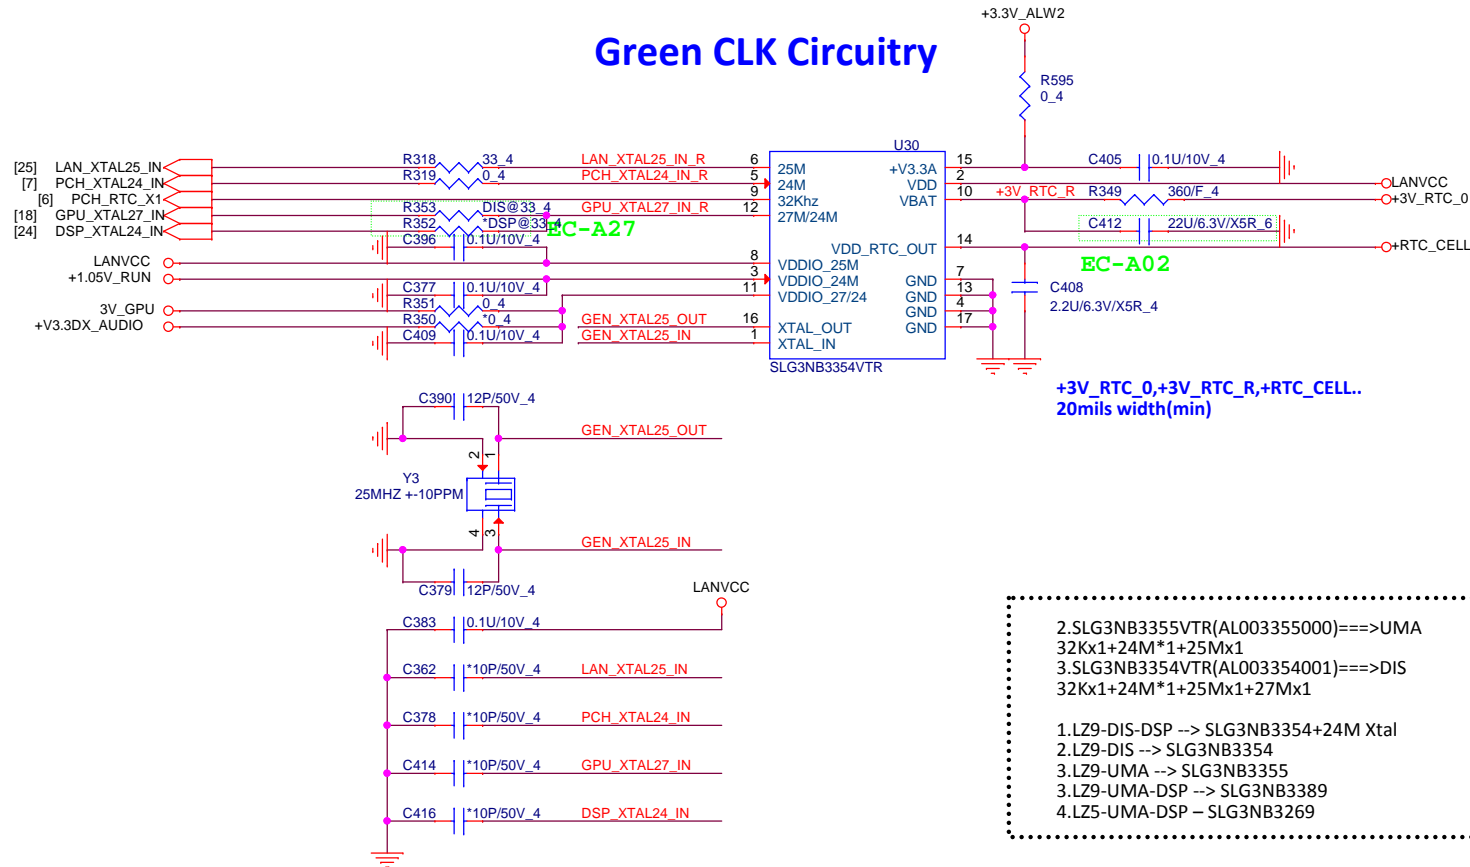 Green CLK Circuitry
+3.3V_ALW2
R595
0_4
[25] LAN_XTAL25_IN
[7] PCH_XTAL24_IN
[6] PCH_RTC_X1
[18] GPU_XTAL27_IN
[24] DSP_XTAL24_IN
R318 33_4 LAN_XTAL25_IN_R 6
R319 0_4 PCH_XTAL24_IN_R 5
9
R353 DIS@33_4 GPU_XTAL27_IN_R 12
R352 *DSP@33_4
EC-A27
C396 0.1U/10V_4
LANVCC 8
+1.05V_RUN 3
C377 0.1U/10V_4 11
3V_GPU R351 0_4
+V3.3DX_AUDIO R350 *0_4
C409 0.1U/10V_4
GEN_XTAL25_OUT 16
GEN_XTAL25_IN 1
U30
25M
24M
32Khz
27M/24M
VDDIO_25M
VDDIO_24M
VDDIO_27/24
XTAL_OUT
XTAL_IN
+V3.3A
VDD
VBAT
VDD_RTC_OUT
GND
GND
GND
GND
SLG3NB3354VTR
15 C405 0.1U/10V_4
2 LANVCC
10 +3V_RTC_R R349 360/F_4 +3V_RTC_0
C412 22U/6.3V/X5R_6
14 +RTC_CELL
EC-A02
7
13
4
17
C408
2.2U/6.3V/X5R_4
+3V_RTC_0,+3V_RTC_R,+RTC_CELL..
20mils width(min)
C390 12P/50V_4
GEN_XTAL25_OUT
2 1
Y3
25MHZ +-10PPM
4 3
GEN_XTAL25_IN
C379 12P/50V_4
LANVCC
C383 0.1U/10V_4
C362 *10P/50V_4 LAN_XTAL25_IN
C378 *10P/50V_4 PCH_XTAL24_IN
C414 *10P/50V_4 GPU_XTAL27_IN
C416 *10P/50V_4 DSP_XTAL24_IN
2.SLG3NB3355VTR(AL003355000)===>UMA
32Kx1+24M*1+25Mx1
3.SLG3NB3354VTR(AL003354001)===>DIS
32Kx1+24M*1+25Mx1+27Mx1
1.LZ9-DIS-DSP --> SLG3NB3354+24M Xtal
2.LZ9-DIS --> SLG3NB3354
3.LZ9-UMA --> SLG3NB3355
3.LZ9-UMA-DSP --> SLG3NB3389
4.LZ5-UMA-DSP – SLG3NB3269